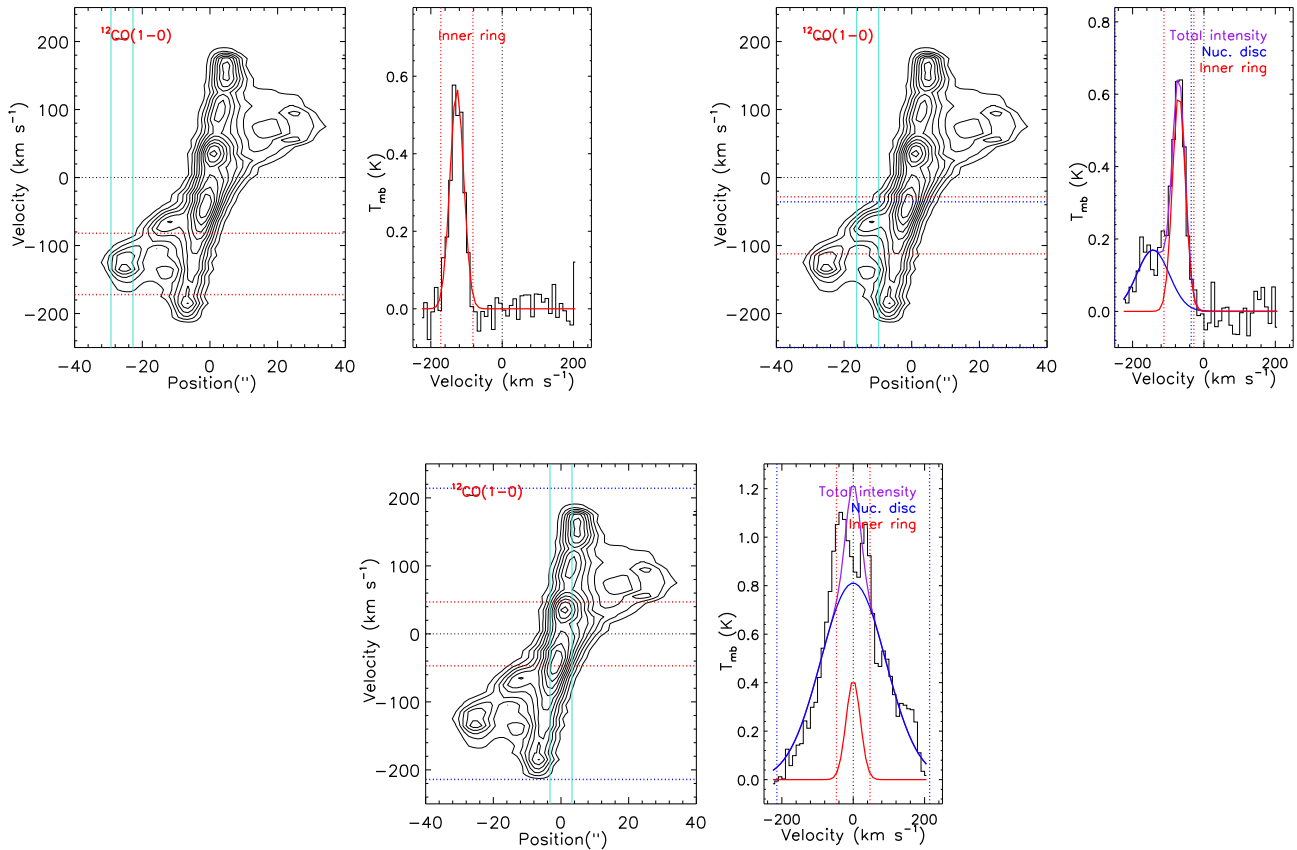 ¹²CO(1-0)
200
100
0
-100
-200
Velocity (km s⁻¹)
-40
-20
0
20
40
Position(")
Inner ring
0.6
0.4
0.2
0.0
T_mb (K)
-200
0
200
Velocity (km s⁻¹)
¹²CO(1-0)
200
100
0
-100
-200
Velocity (km s⁻¹)
-40
-20
0
20
40
Position(")
Total intensity
Nuc. disc
Inner ring
0.8
0.6
0.4
0.2
0.0
T_mb (K)
-200
0
200
Velocity (km s⁻¹)
¹²CO(1-0)
200
100
0
-100
-200
Velocity (km s⁻¹)
-40
-20
0
20
40
Position(")
Total intensity
Nuc. disc
Inner ring
1.2
1.0
0.8
0.6
0.4
0.2
0.0
T_mb (K)
-200
0
200
Velocity (km s⁻¹)